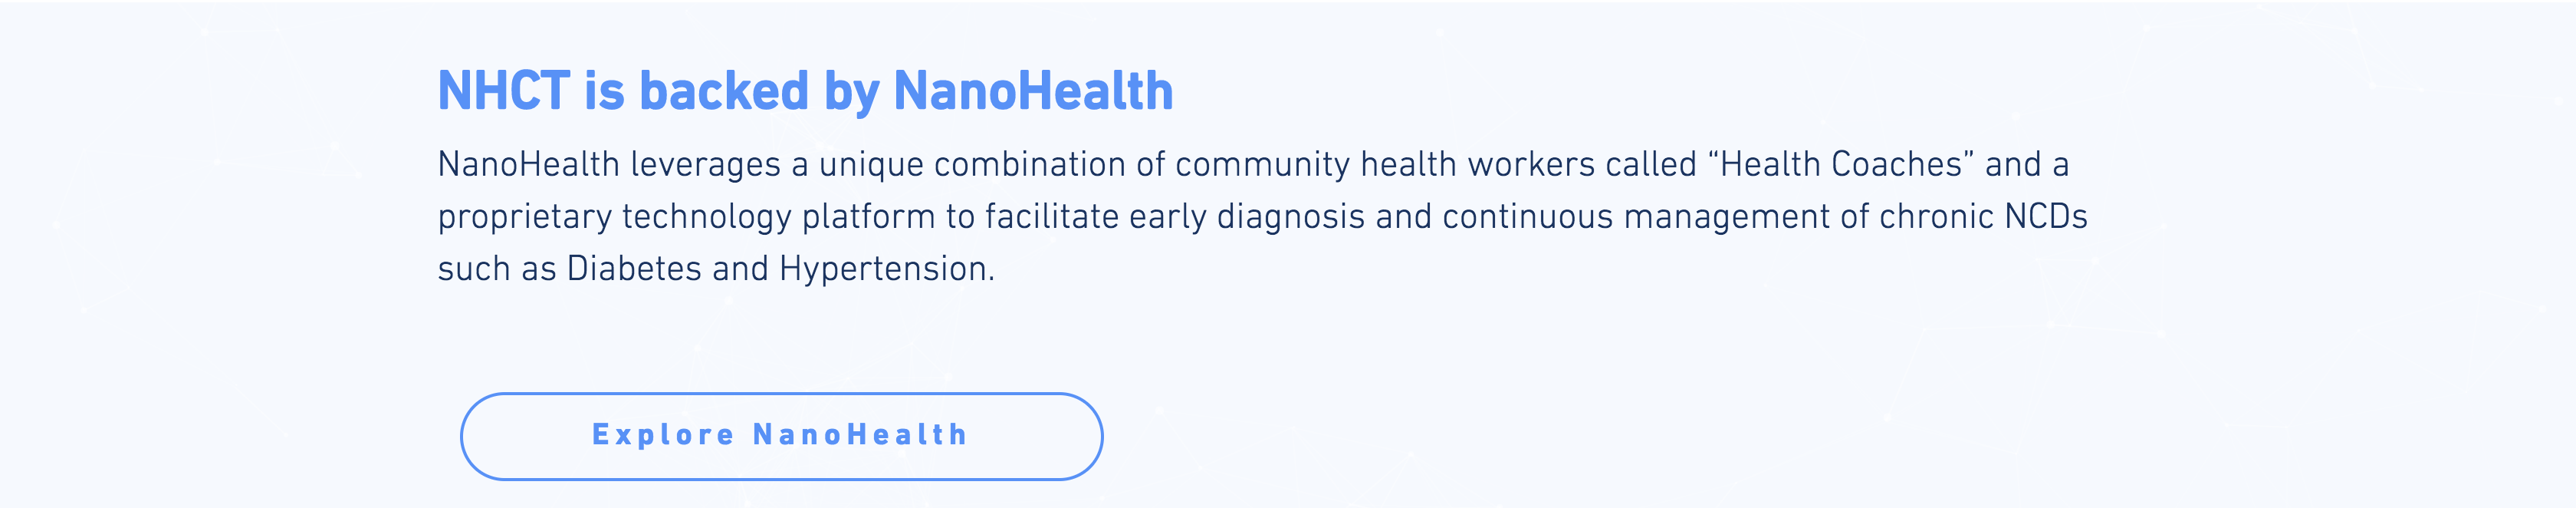 NHCT is backed by NanoHealth
NanoHealth leverages a unique combination of community health workers called “Health Coaches” and a
proprietary technology platform to facilitate early diagnosis and continuous management of chronic NCDs
such as Diabetes and Hypertension.
Explore NanoHealth